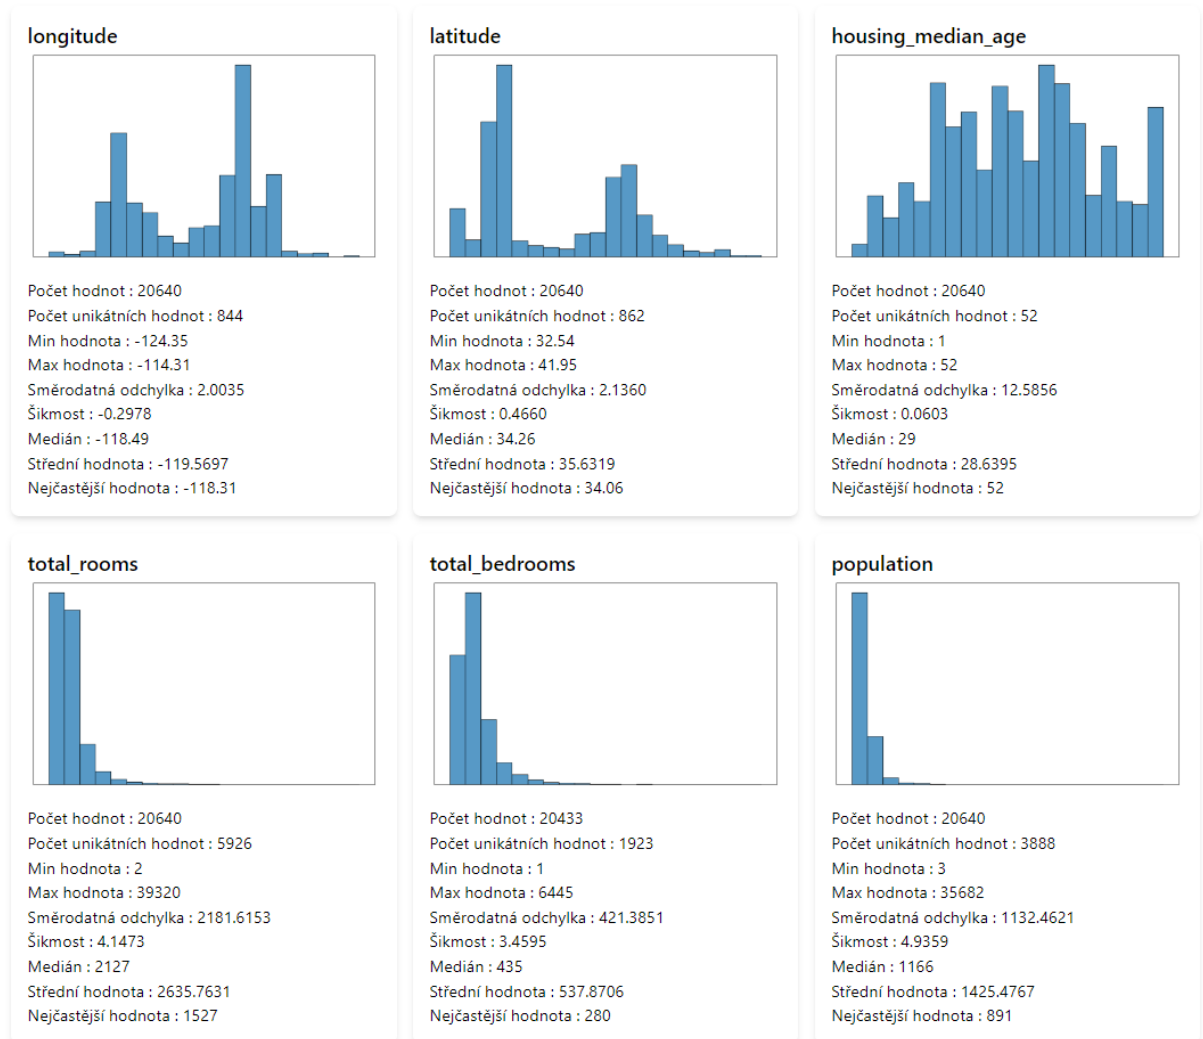 longitude
Počet hodnot : 20640
Počet unikátních hodnot : 844
Min hodnota : -124.35
Max hodnota : -114.31
Směrodatná odchylka : 2.0035
Šikmost : -0.2978
Medián : -118.49
Střední hodnota : -119.5697
Nejčastější hodnota : -118.31
latitude
Počet hodnot : 20640
Počet unikátních hodnot : 862
Min hodnota : 32.54
Max hodnota : 41.95
Směrodatná odchylka : 2.1360
Šikmost : 0.4660
Medián : 34.26
Střední hodnota : 35.6319
Nejčastější hodnota : 34.06
housing_median_age
Počet hodnot : 20640
Počet unikátních hodnot : 52
Min hodnota : 1
Max hodnota : 52
Směrodatná odchylka : 12.5856
Šikmost : 0.0603
Medián : 29
Střední hodnota : 28.6395
Nejčastější hodnota : 52
total_rooms
Počet hodnot : 20640
Počet unikátních hodnot : 5926
Min hodnota : 2
Max hodnota : 39320
Směrodatná odchylka : 2181.6153
Šikmost : 4.1473
Medián : 2127
Střední hodnota : 2635.7631
Nejčastější hodnota : 1527
total_bedrooms
Počet hodnot : 20433
Počet unikátních hodnot : 1923
Min hodnota : 1
Max hodnota : 6445
Směrodatná odchylka : 421.3851
Šikmost : 3.4595
Medián : 435
Střední hodnota : 537.8706
Nejčastější hodnota : 280
population
Počet hodnot : 20640
Počet unikátních hodnot : 3888
Min hodnota : 3
Max hodnota : 35682
Směrodatná odchylka : 1132.4621
Šikmost : 4.9359
Medián : 1166
Střední hodnota : 1425.4767
Nejčastější hodnota : 891